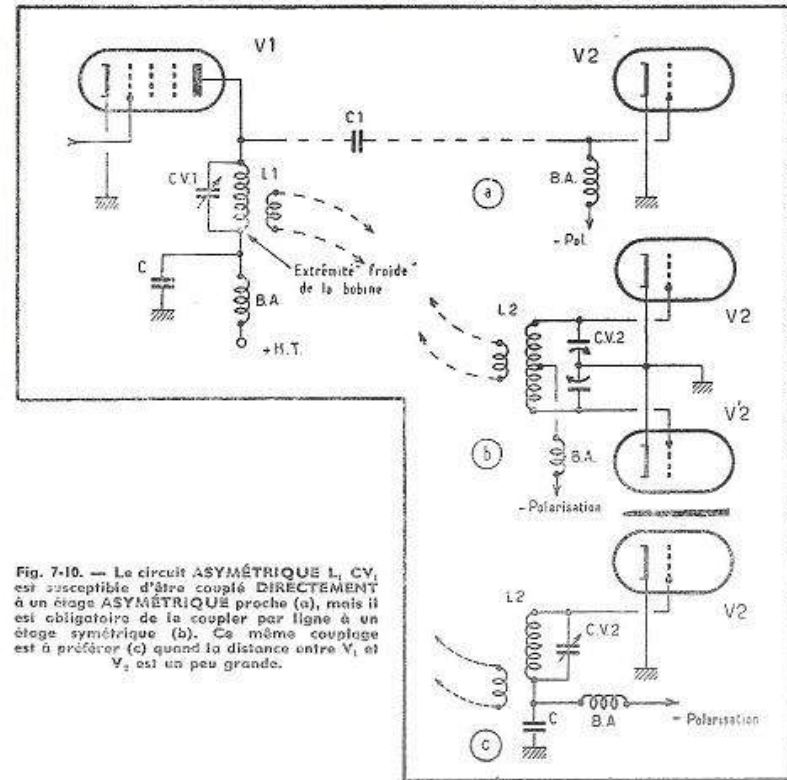 V1
V2
C1
C.V.1
L1
B.A.
a
- Pol.
C
Extrémité "froide"
de la bobine
B.A
+ H.T.
L2
C.V.2
V2
V'2
b
B.A.
- Polarisation
L2
C.V.2
V2
C
B.A
- Polarisation
c
Fig. 7-10. — Le circuit ASYMÉTRIQUE L₁ CV₁
est susceptible d'être couplé DIRECTEMENT
à un étage ASYMÉTRIQUE proche (a), mais il
est obligatoire de la coupler par ligne à un
étage symétrique (b). Ce même couplage
est à préférer (c) quand la distance entre V₁ et
V₂ est un peu grande.